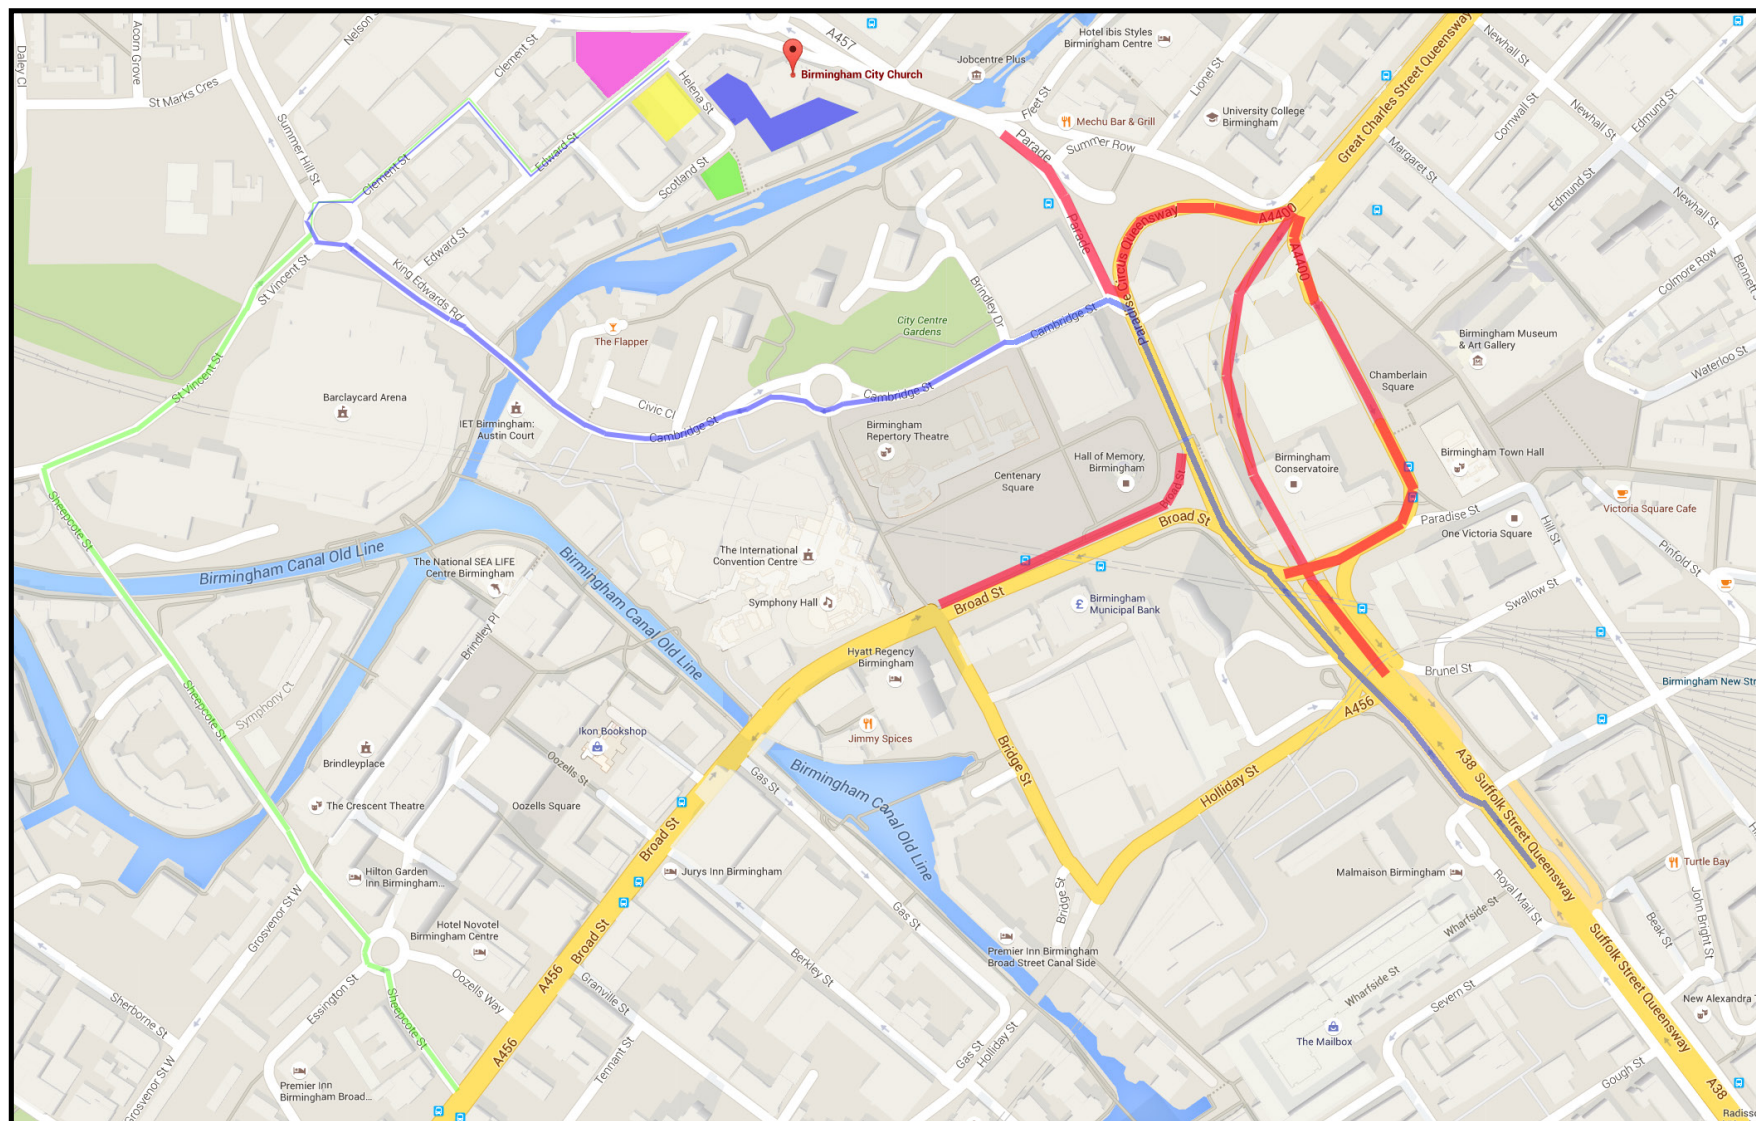 Daley Cl
Acorn Grove
Nelson S
St Marks Cres
Summer Hill St
Clement St
Clement St
Edward St
Edward St
Helena St
Scotland St
A457
Birmingham City Church
Jobcentre Plus
Hotel ibis Styles
Birmingham Centre
Fleet St
Lionel St
Mechu Bar & Grill
University College
Birmingham
Summer Row
Parade
Parade
Great Charles Street Queensway
Newhall St
Newhall St
Newhall St
Edmund St
Edmund St
Cornwall St
Margaret St
Colmore Row
Bennett
Waterloo St
Birmingham Museum
& Art Gallery
Chamberlain
Square
Birmingham Town Hall
A4400
A4400
Paradise Circus Queensway
Paradise
King Edwards Rd
St Vincent St
St Vincent St
The Flapper
City Centre
Gardens
Brindley Dr
Cambridge St
Cambridge St
Cambridge St
Civic Cl
Barclaycard Arena
IET Birmingham:
Austin Court
Birmingham
Repertory Theatre
Centenary
Square
Hall of Memory,
Birmingham
Birmingham
Conservatoire
Broad St
Broad St
Broad St
Paradise St
One Victoria Square
Victoria Square Cafe
Hill St
Pinfold St
Swallow St
Brunel St
Birmingham New Str
Sheepcote St
Sheepcote St
Sheepcote St
Birmingham Canal Old Line
Birmingham Canal Old Line
Birmingham Canal Old Line
The National SEA LIFE
Centre Birmingham
Brindley Pl
The International
Convention Centre
Symphony Hall
Birmingham
Municipal Bank
Hyatt Regency
Birmingham
Jimmy Spices
Bridge St
Bridge St
Holliday St
Holliday St
A456
A38
Suffolk Street Queensway
Suffolk Street Queensway
A38
Symphony Ct
Brindleyplace
The Crescent Theatre
Ikon Bookshop
Oozells St
Oozells Square
Gas St
Gas St
Gas St
Broad St
Broad St
A456
A456
Jurys Inn Birmingham
Hilton Garden
Inn Birmingham...
Hotel Novotel
Birmingham Centre
Grosvenor St W
Grosvenor St W
Sherborne St
Essington St
Oozells Way
Granville St
Tennant St
Berkley St
Premier Inn
Birmingham Broad...
Premier Inn Birmingham
Broad Street Canal Side
Malmaison Birmingham
Royal Mail St
Wharfside St
Wharfside St
Severn St
The Mailbox
Turtle Bay
John Bright St
Beak St
New Alexandra T
Gough St
Radisso